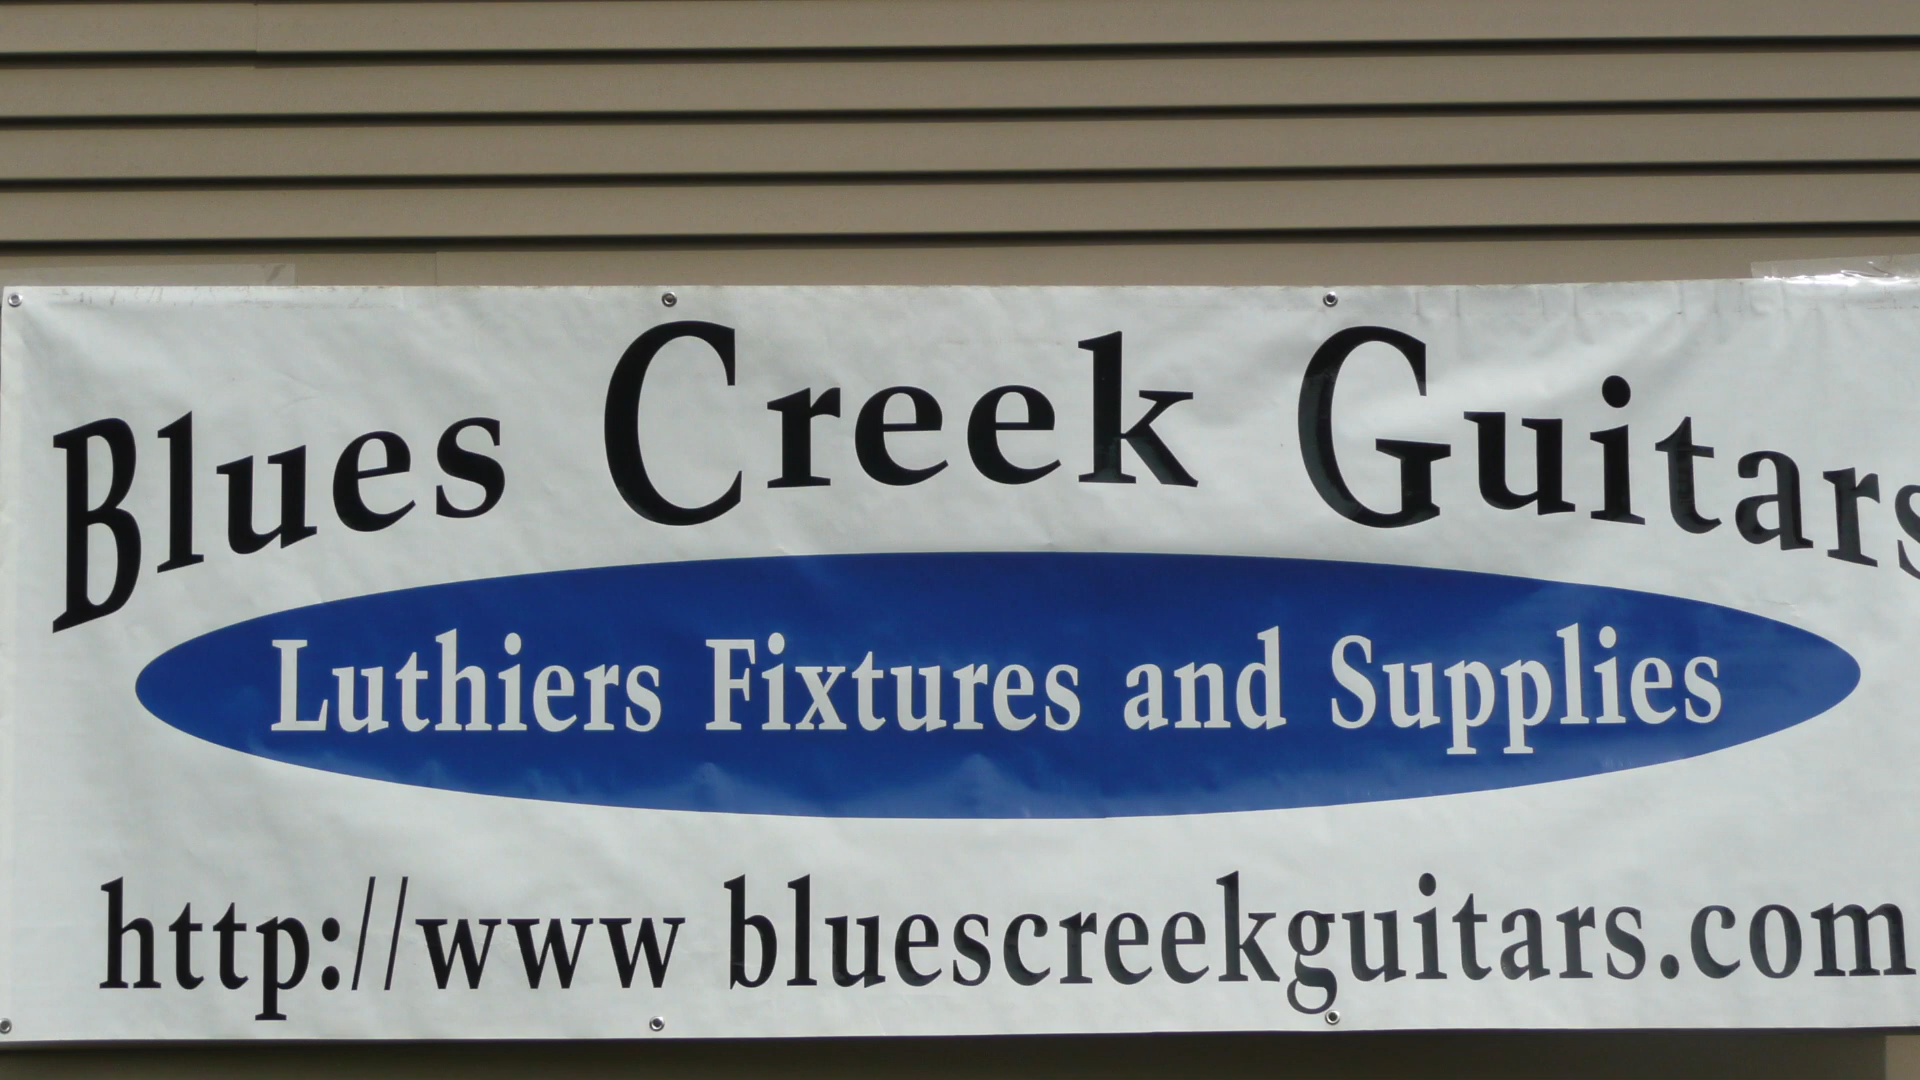 Blues Creek Guitars
Luthiers Fixtures and Supplies
http://www bluescreekguitars.com